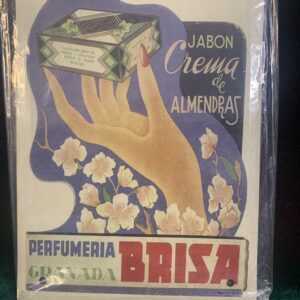 JABON
Crema
de
ALMENDRAS
PERFUMERIA
GRANADA
BRISA